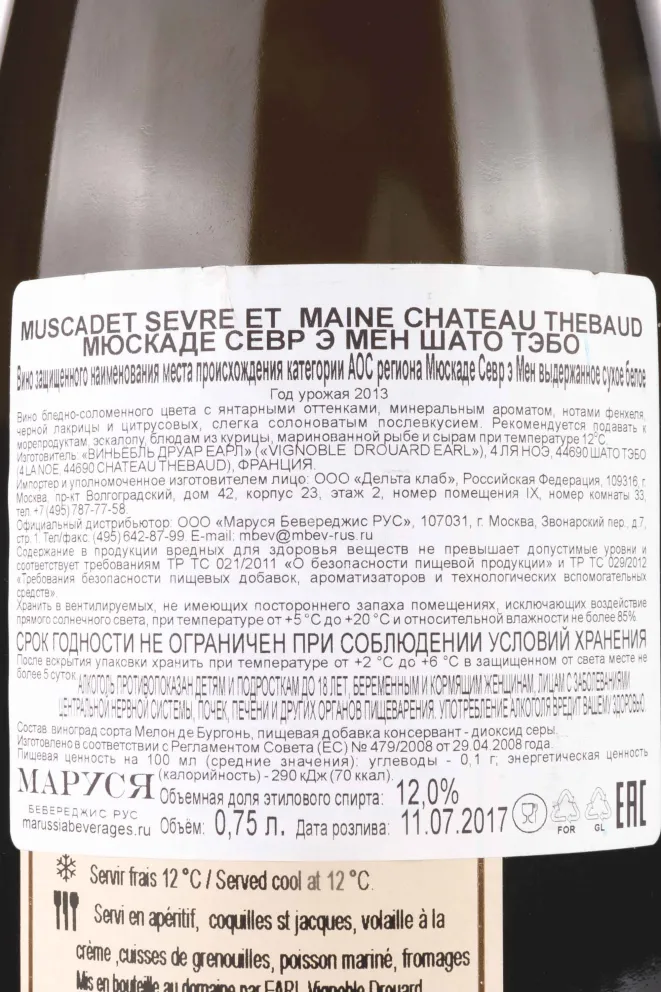 MUSCADET SEVRE ET MAINE CHATEAU THEBAUD
МЮСКАДЕ СЕВР Э МЕН ШАТО ТЭБО
Вино защищенного наименования места происхождения категории АОС региона Мюскаде Севр э Мен выдержанное сухое белое
Год урожая 2013
Вино бледно-соломенного цвета с янтарными оттенками, минеральным ароматом, нотами фенхеля,
черной лакрицы и цитрусовых, слегка солоноватым послевкусием. Рекомендуется подавать к
морепродуктам, эскалопу, блюдам из курицы, маринованной рыбе и сырам при температуре 12°C.
Изготовитель: «ВИНЬЕБЛЬ ДРУАР ЕАРЛ» («VIGNOBLE DROUARD EARL»), 4 ЛЯ НОЭ, 44690 ШАТО ТЭБО
(4 LA NOE, 44690 CHATEAU THEBAUD), ФРАНЦИЯ.
Импортер и уполномоченное изготовителем лицо: ООО «Дельта клаб», Российская Федерация, 109316, г.
Москва, пр-кт Волгоградский, дом 42, корпус 23, этаж 2, номер помещения IX, номер комнаты 33,
тел. +7 (495) 787-77-58.
Официальный дистрибьютор: ООО «Маруся Бевереджис РУС», 107031, г. Москва, Звонарский пер., д.7,
стр. 1. Тел/факс. (495) 642-87-99 E-mail: mbev@mbev-rus.ru
Содержание в продукции вредных для здоровья веществ не превышает допустимые уровни и
соответствует требованиям ТР ТС 021/2011 «О безопасности пищевой продукции» и ТР ТС 029/2012
«Требования безопасности пищевых добавок, ароматизаторов и технологических вспомогательных
средств».
Хранить в вентилируемых, не имеющих постороннего запаха помещениях, исключающих воздействие
прямого солнечного света, при температуре от +5 °C до +20 °C и относительной влажности не более 85%
СРОК ГОДНОСТИ НЕ ОГРАНИЧЕН ПРИ СОБЛЮДЕНИИ УСЛОВИЙ ХРАНЕНИЯ
После вскрытия упаковки хранить при температуре от +2 °C до +6 °C в защищенном от света месте не
более 5 суток.
АЛКОГОЛЬ ПРОТИВОПОКАЗАН ДЕТЯМ И ПОДРОСТКАМ ДО 18 ЛЕТ, БЕРЕМЕННЫМ И КОРМЯЩИМ ЖЕНЩИНАМ, ЛИЦАМ С ЗАБОЛЕВАНИЯМИ
ЦЕНТРАЛЬНОЙ НЕРВНОЙ СИСТЕМЫ, ПОЧЕК, ПЕЧЕНИ И ДРУГИХ ОРГАНОВ ПИЩЕВАРЕНИЯ. УПОТРЕБЛЕНИЕ АЛКОГОЛЯ ВРЕДИТ ВАШЕМУ ЗДОРОВЬЮ.
Состав: виноград сорта Мелон де Бургонь, пищевая добавка консервант - диоксид серы.
Изготовлено в соответствии с Регламентом Совета (ЕС) № 479/2008 от 29.04.2008 года.
Пищевая ценность на 100 мл (средние значения): углеводы - 0,1 г; энергетическая ценность
(калорийность) - 290 кДж (70 ккал).
МАРУСЯ
БЕВЕРЕДЖИС РУС
marussiabeverages.ru
Объемная доля этилового спирта: 12,0%
Объём: 0,75 л. Дата розлива: 11.07.2017
FOR GL
EAC
Servir frais 12 °C / Served cool at 12 °C.
Servi en apéritif, coquilles st jacques, volaille à la
crème ,cuisses de grenouilles, poisson mariné, fromages
Mis en bouteille au domaine par EARL Vignoble Drouard